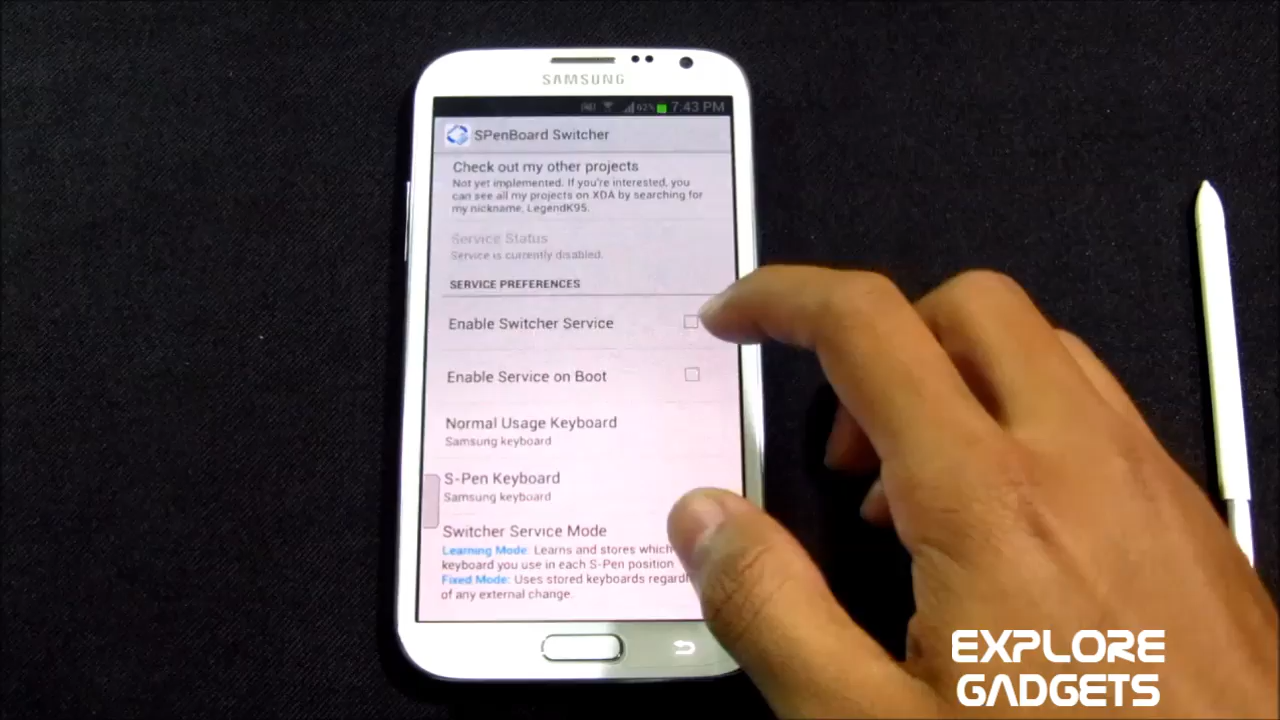 SAMSUNG
62% 7:43 PM
SPenBoard Switcher
Check out my other projects
Not yet implemented. If you're interested, you
can see all my projects on XDA by searching for
my nickname, LegendK95.
Service Status
Service is currently disabled.
SERVICE PREFERENCES
Enable Switcher Service
Enable Service on Boot
Normal Usage Keyboard
Samsung keyboard
S-Pen Keyboard
Samsung keyboard
Switcher Service Mode
Learning Mode: Learns and stores which
keyboard you use in each S-Pen position
Fixed Mode: Uses stored keyboards regardl
of any external change.
EXPLORE
GADGETS